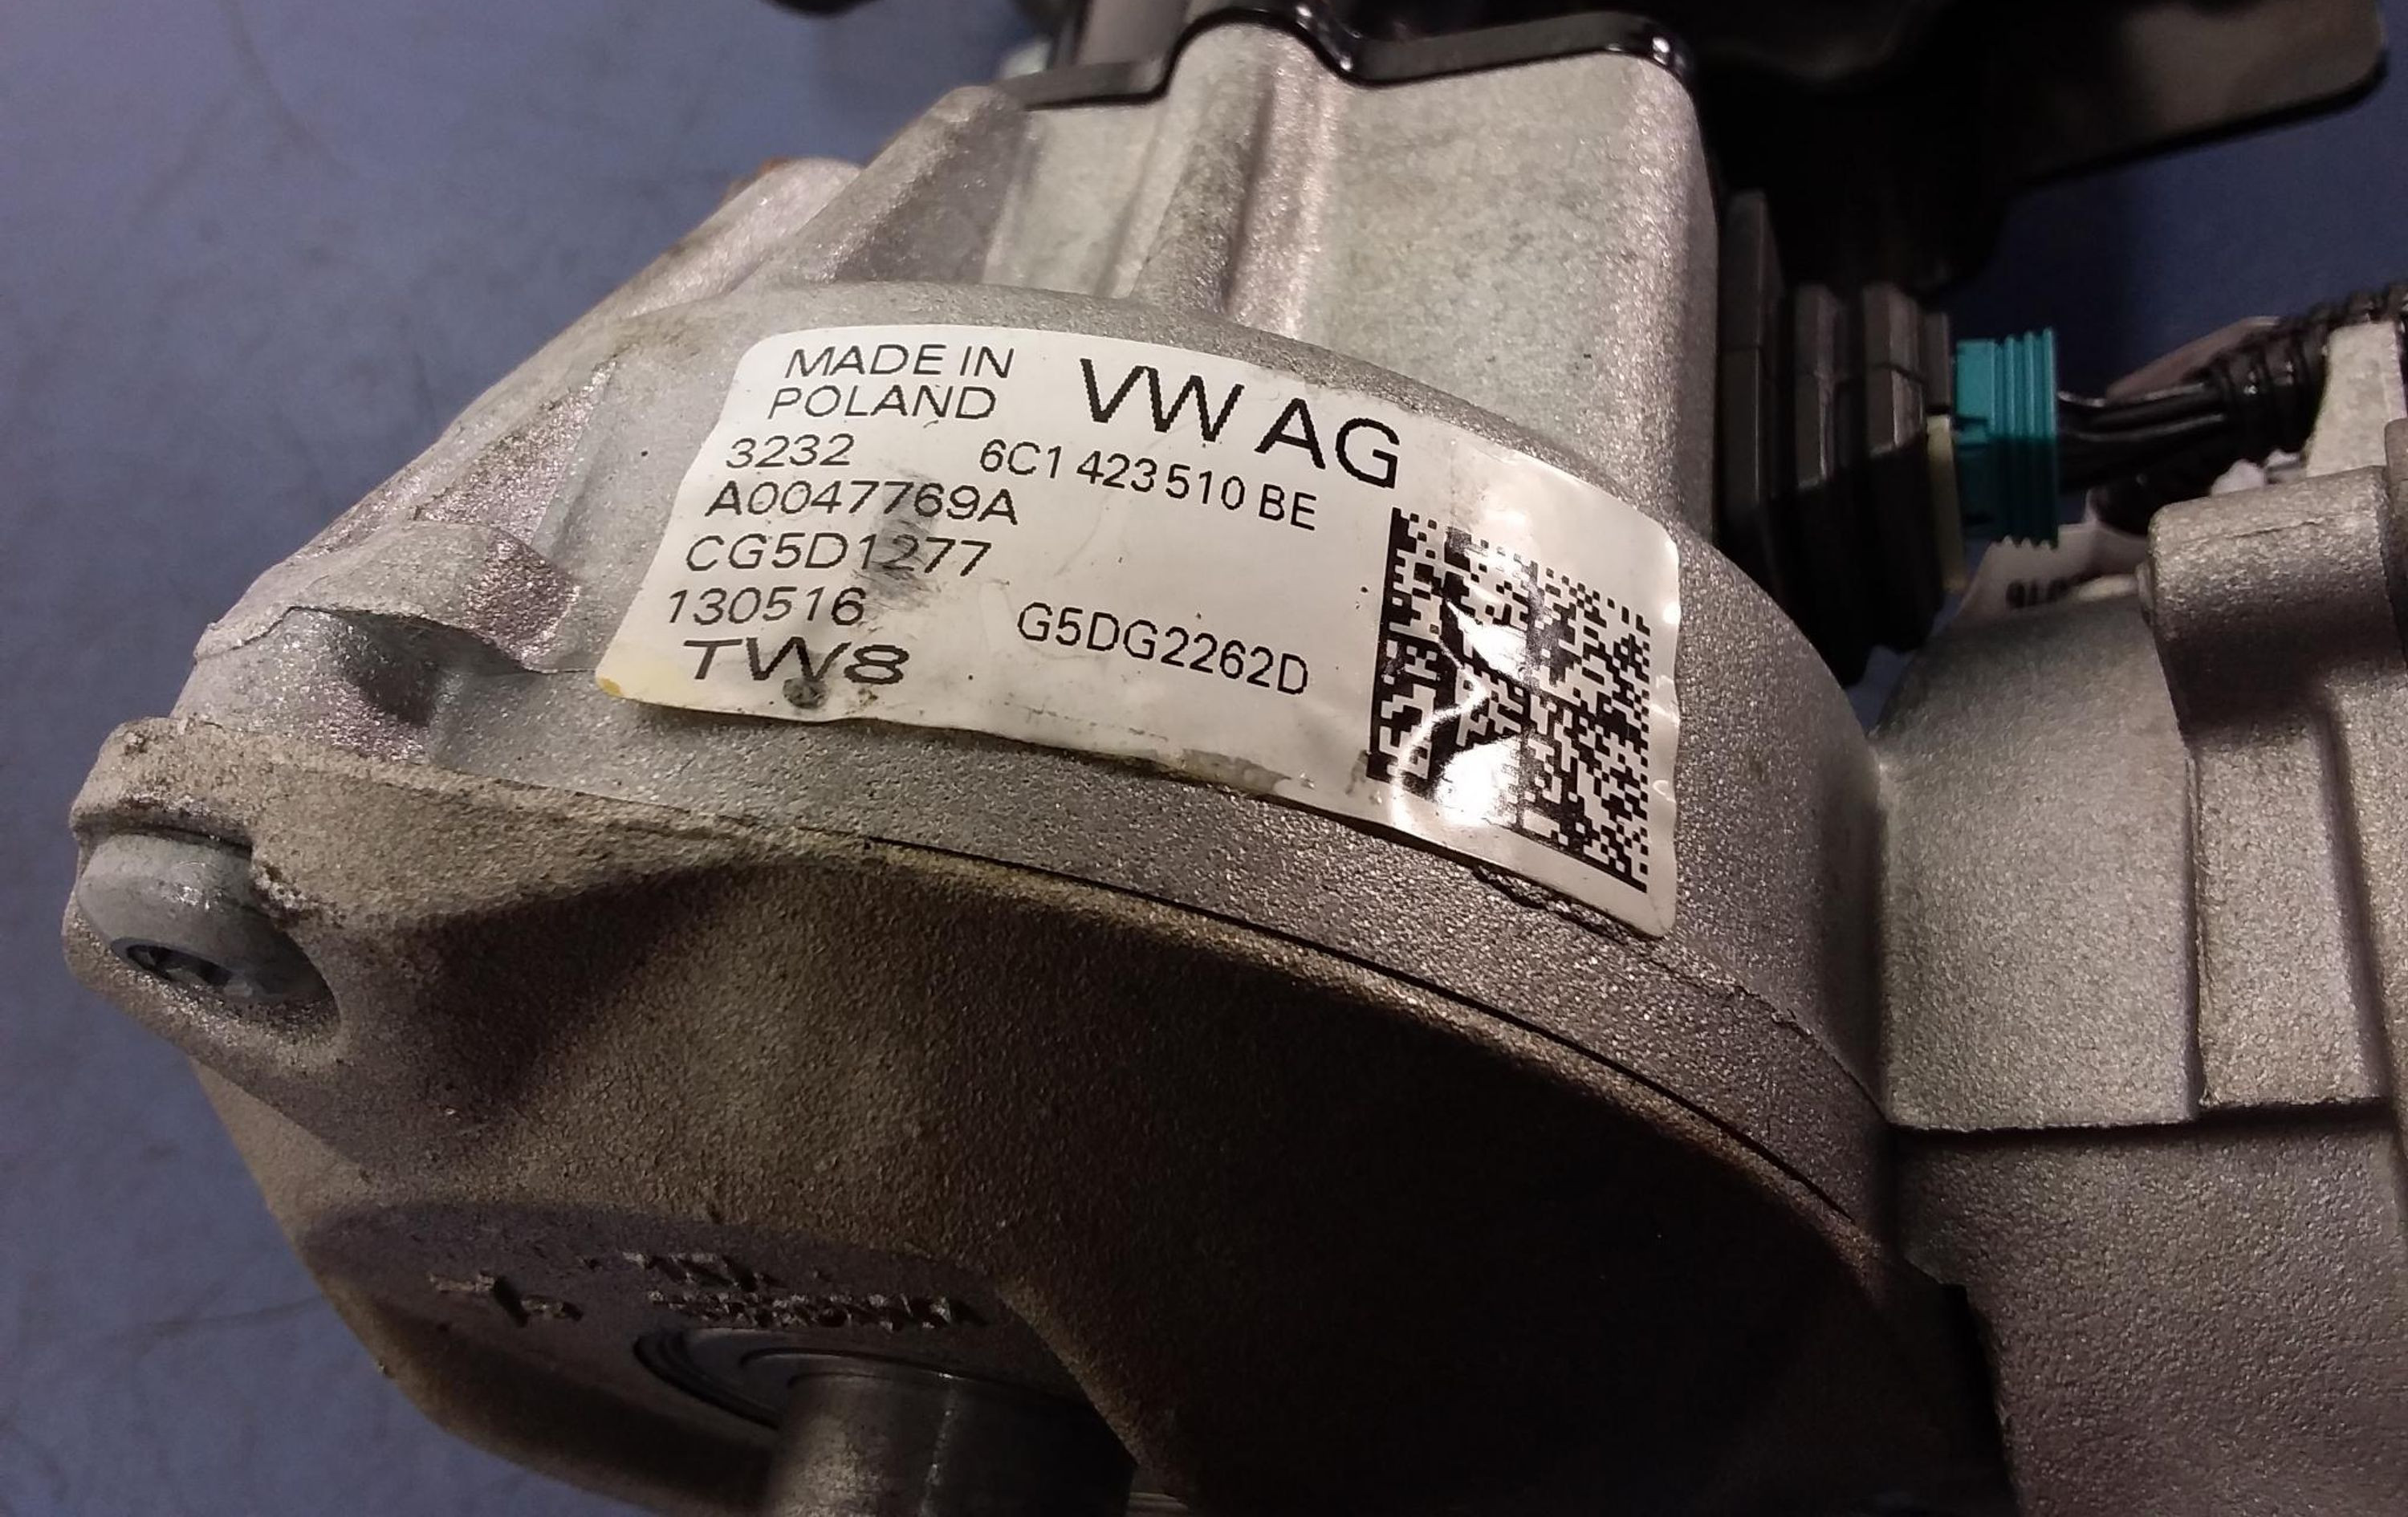 MADE IN
POLAND
VW AG
3232
6C1 423 510 BE
A0047769A
CG5D1277
130516
G5DG2262D
TW8